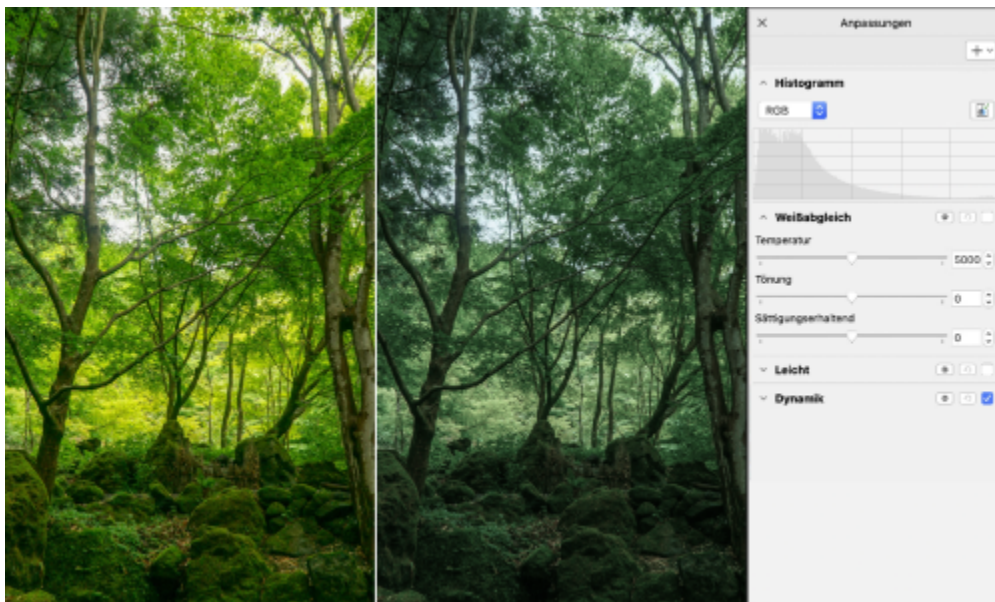 Anpassungen
Histogramm
RGB
Weißabgleich
Temperatur
5000
Tönung
0
Sättigungserhaltend
0
Leicht
Dynamik